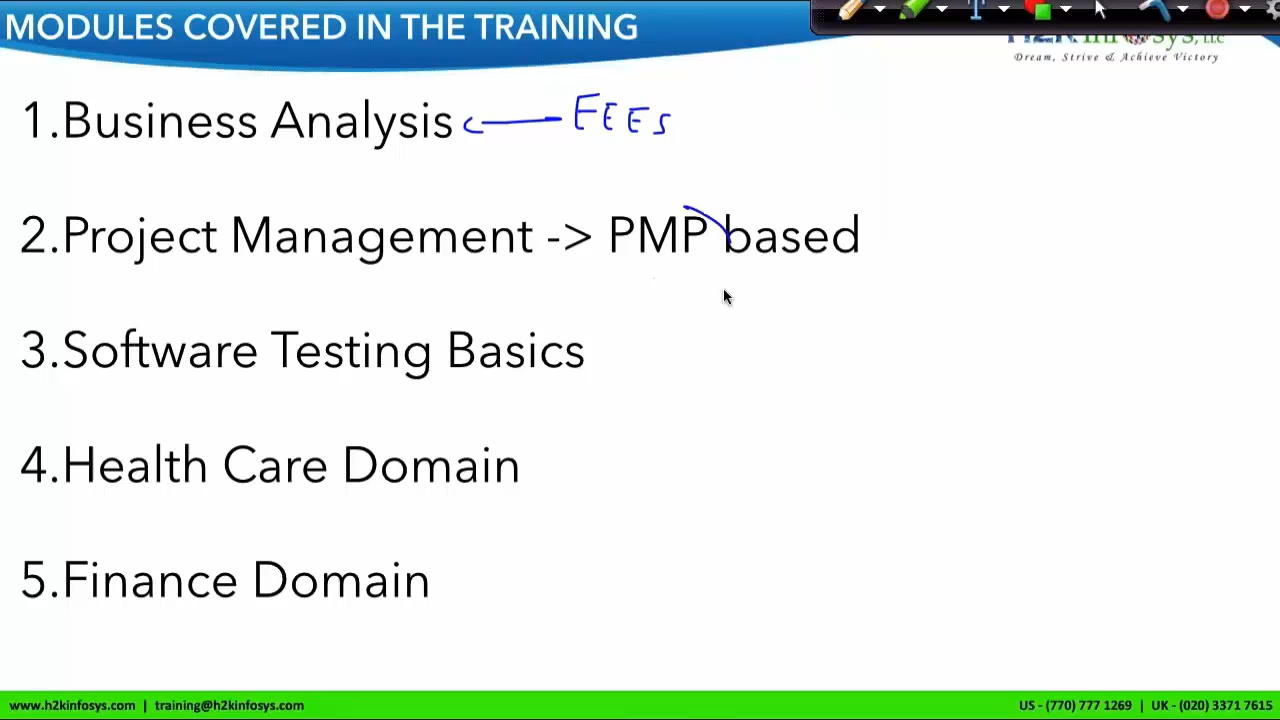 MODULES COVERED IN THE TRAINING
Dream, Strive & Achieve Victory
1.Business Analysis
FEES
2.Project Management -> PMP based
3.Software Testing Basics
4.Health Care Domain
5.Finance Domain
www.h2kinfosys.com | training@h2kinfosys.com
US - (770) 777 1269 | UK - (020) 3371 7615